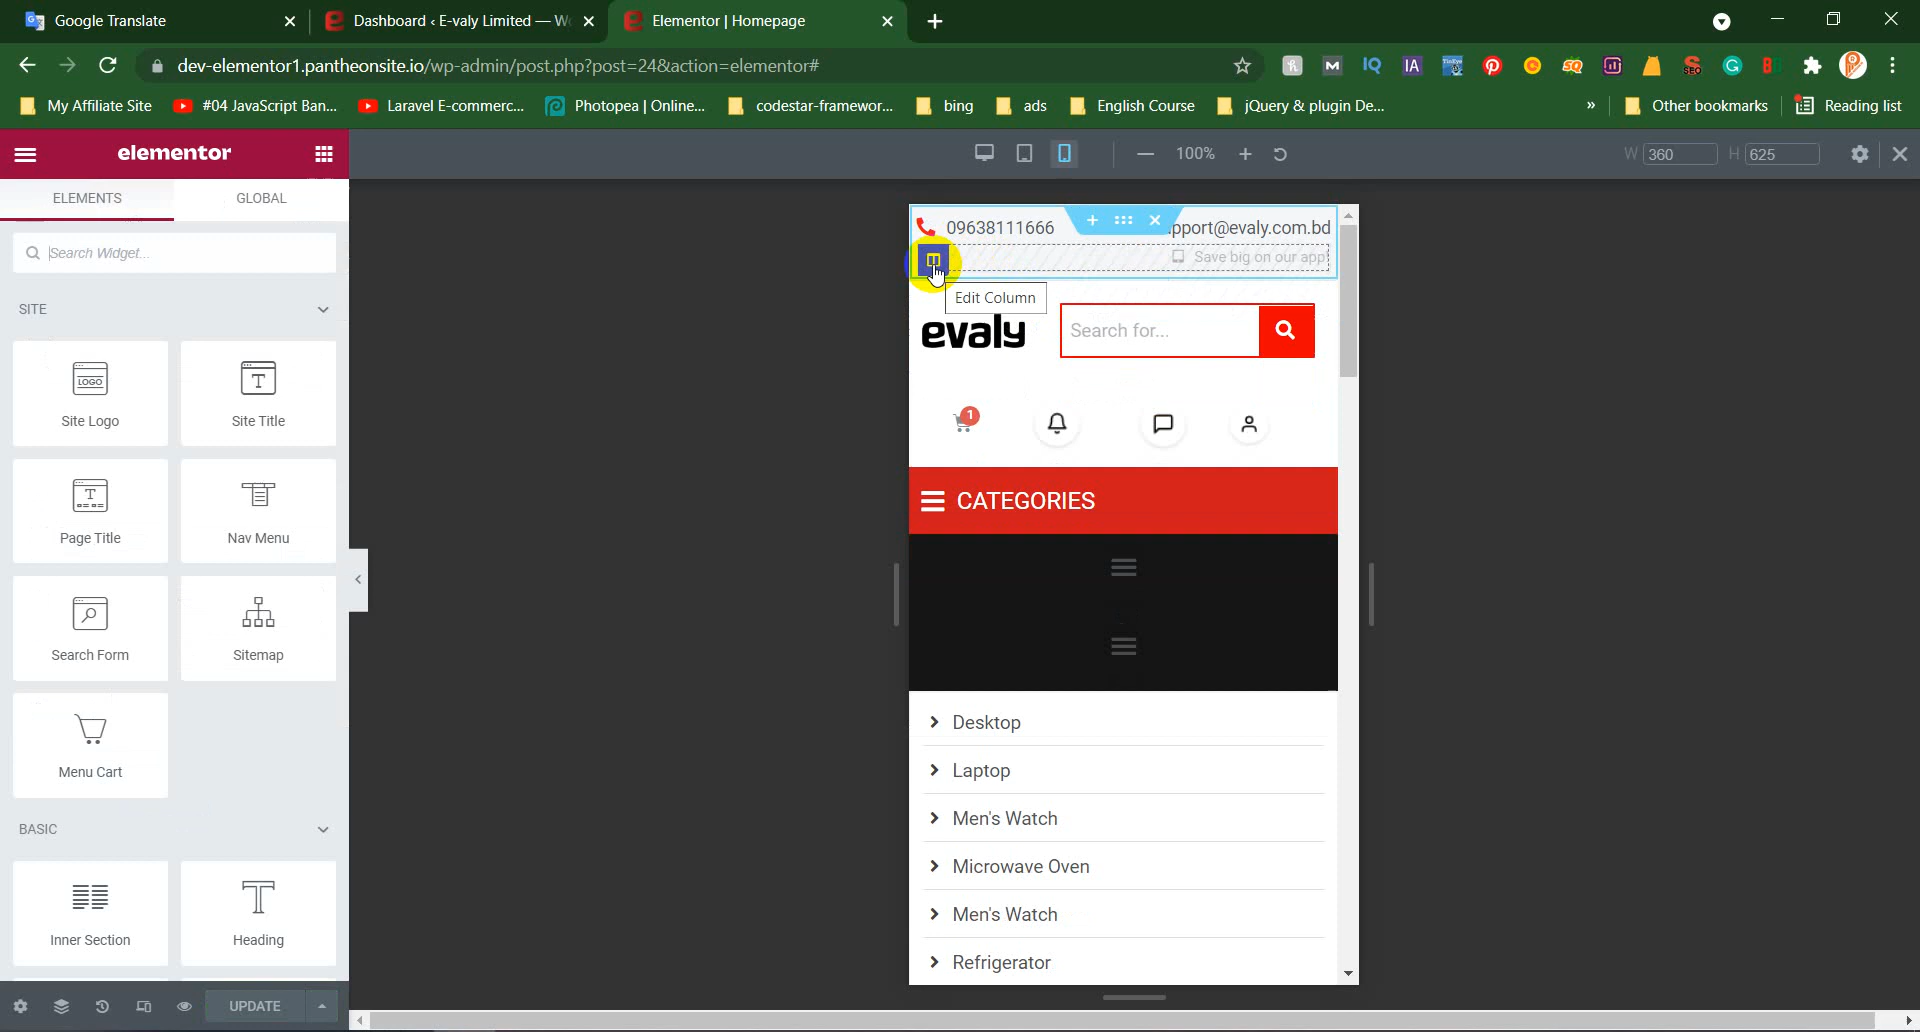 Google Translate
Dashboard ‹ E-valy Limited — W
Elementor | Homepage
dev-elementor1.pantheonsite.io/wp-admin/post.php?post=24&action=elementor#
My Affiliate Site
#04 JavaScript Ban...
Laravel E-commerc...
Photopea | Online...
codestar-framewor...
bing
ads
English Course
jQuery & plugin De...
»
Other bookmarks
Reading list
elementor
100%
W 360
H 625
ELEMENTS
GLOBAL
Search Widget...
SITE
LOGO
Site Logo
Site Title
Page Title
Nav Menu
Search Form
Sitemap
Menu Cart
BASIC
Inner Section
Heading
UPDATE
09638111666
pport@evaly.com.bd
Save big on our app
Edit Column
evaly
Search for...
1
CATEGORIES
Desktop
Laptop
Men's Watch
Microwave Oven
Men's Watch
Refrigerator